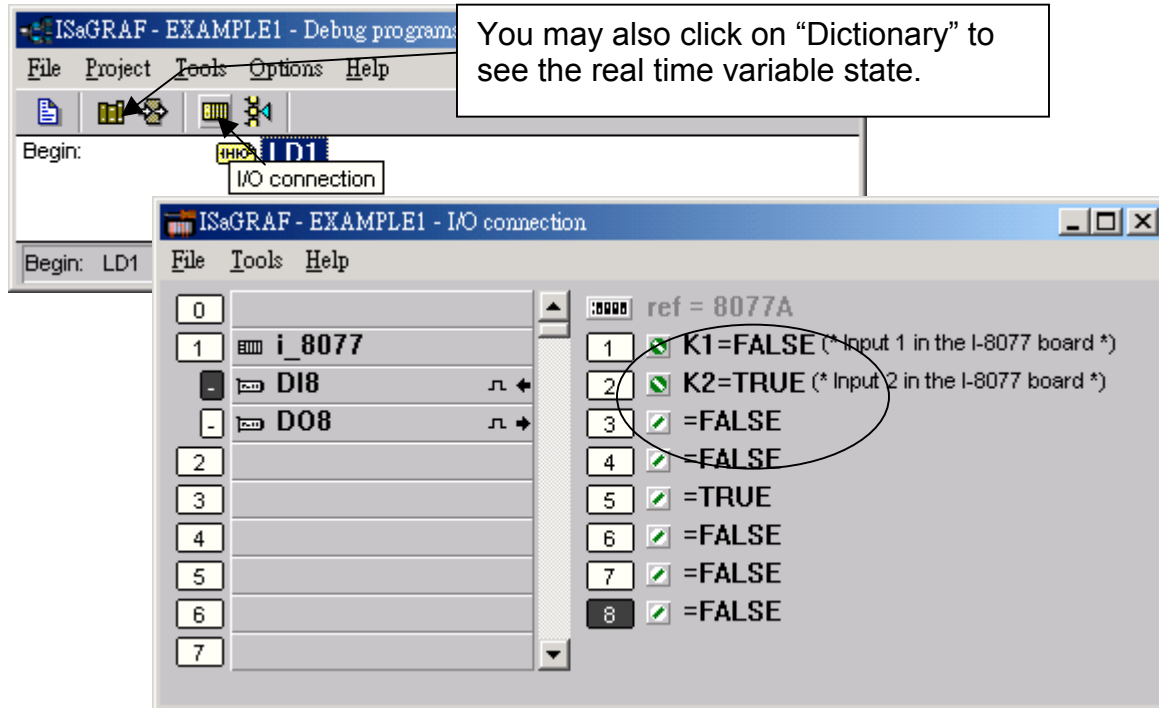 ISaGRAF - EXAMPLE1 - Debug programs
You may also click on “Dictionary” to
see the real time variable state.
File Project Tools Options Help
Begin: LD1
I/O connection
Begin: LD1
ISaGRAF - EXAMPLE1 - I/O connection
File Tools Help
0
1 i_8077
- DI8
- DO8
2
3
4
5
6
7
ref = 8077A
1 K1=FALSE (* Input 1 in the I-8077 board *)
2 K2=TRUE (* Input 2 in the I-8077 board *)
3 =FALSE
4 =FALSE
5 =TRUE
6 =FALSE
7 =FALSE
8 =FALSE